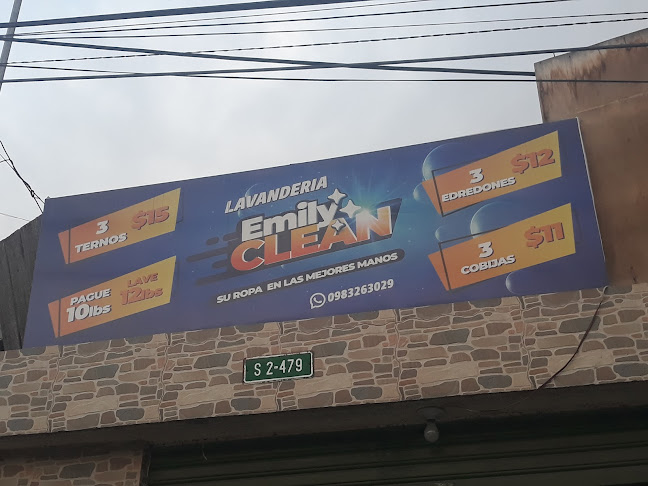 LAVANDERIA
Emily
CLEAN
SU ROPA EN LAS MEJORES MANOS
0983263029
3
TERNOS
$15
PAGUE
10lbs
LAVE
12lbs
3
EDREDONES
$12
3
COBIJAS
$11
S 2-479